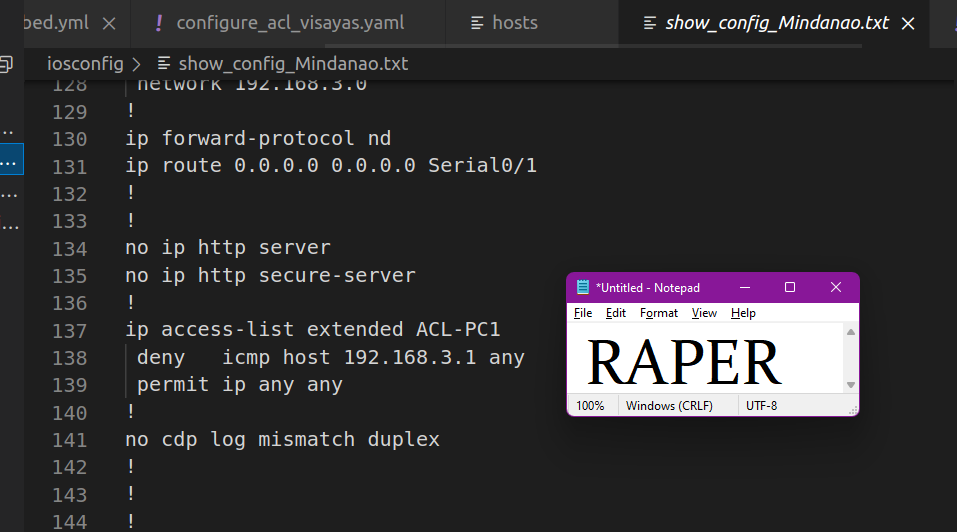 bed.yml
configure_acl_visayas.yaml
hosts
show_config_Mindanao.txt
iosconfig > show_config_Mindanao.txt
128 network 192.168.3.0
129 !
130 ip forward-protocol nd
131 ip route 0.0.0.0 0.0.0.0 Serial0/1
132 !
133 !
134 no ip http server
135 no ip http secure-server
136 !
137 ip access-list extended ACL-PC1
138 deny   icmp host 192.168.3.1 any
139 permit ip any any
140 !
141 no cdp log mismatch duplex
142 !
143 !
144 !
*Untitled - Notepad
File Edit Format View Help
RAPER
100% Windows (CRLF) UTF-8